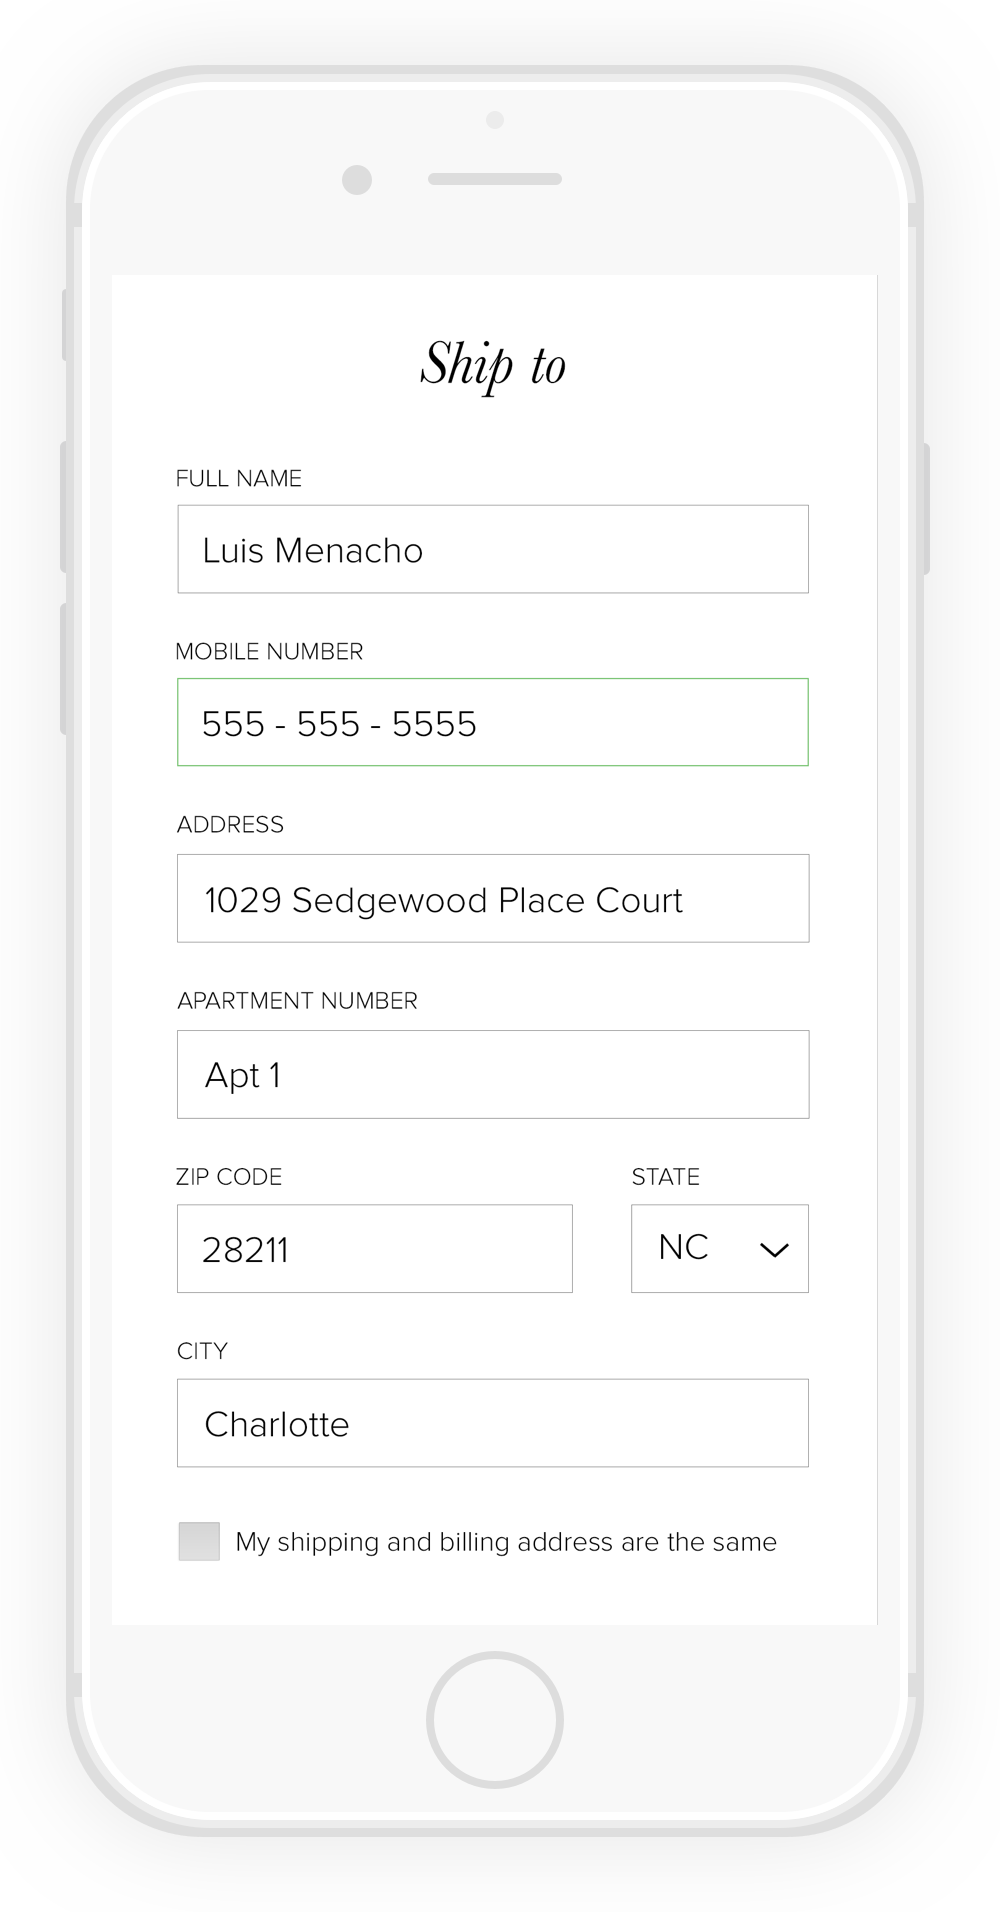 Ship to
FULL NAME
Luis Menacho
MOBILE NUMBER
555 - 555 - 5555
ADDRESS
1029 Sedgewood Place Court
APARTMENT NUMBER
Apt 1
ZIP CODE
STATE
28211
NC
CITY
Charlotte
My shipping and billing address are the same